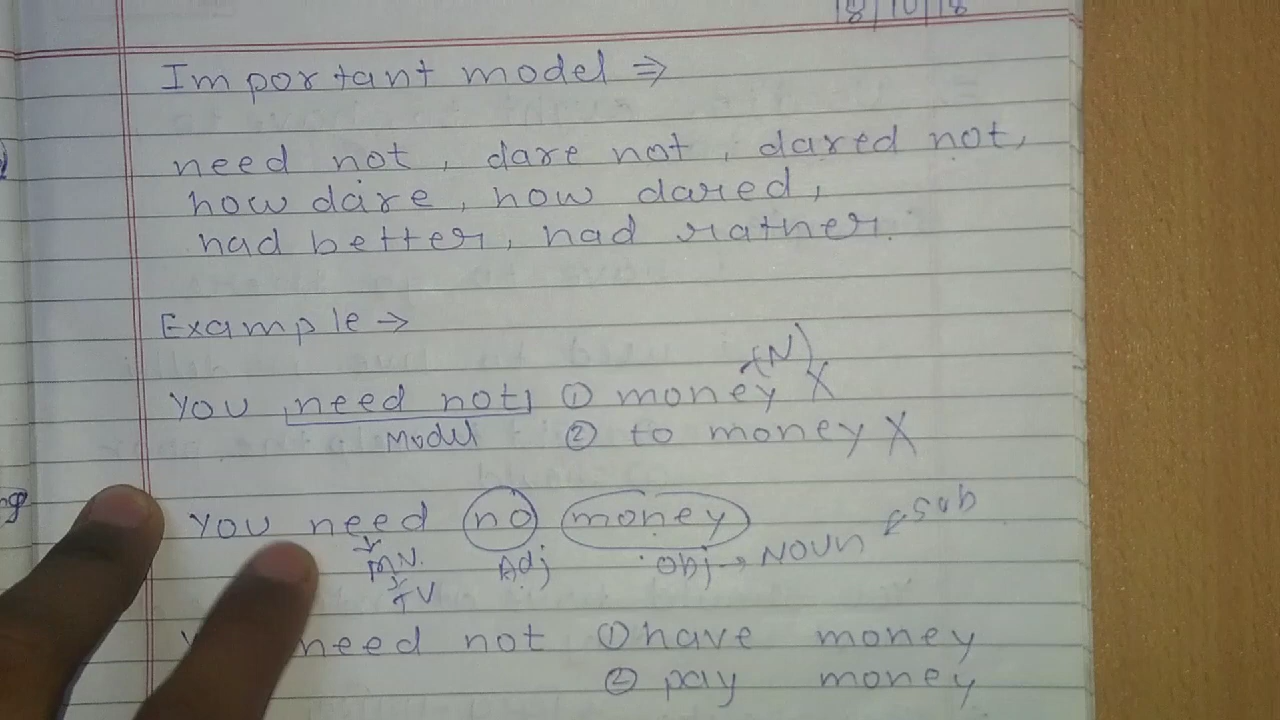 18/10/18
Important model ⇒
need not, dare not, dared not,
how dare, how dared,
had better, had rather.
Example →
(N)
You need not ① money X
Model ② to money X
You need no money
M.V. Adj Obj → Noun sub
TV
need not ① have money
② pay money